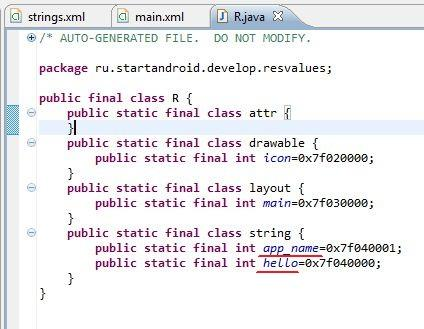 strings.xml
main.xml
R.java
/* AUTO-GENERATED FILE.  DO NOT MODIFY.
package ru.startandroid.develop.resvalues;
public final class R {
    public static final class attr {
    }
    public static final class drawable {
        public static final int icon=0x7f020000;
    }
    public static final class layout {
        public static final int main=0x7f030000;
    }
    public static final class string {
        public static final int app_name=0x7f040001;
        public static final int hello=0x7f040000;
    }
}